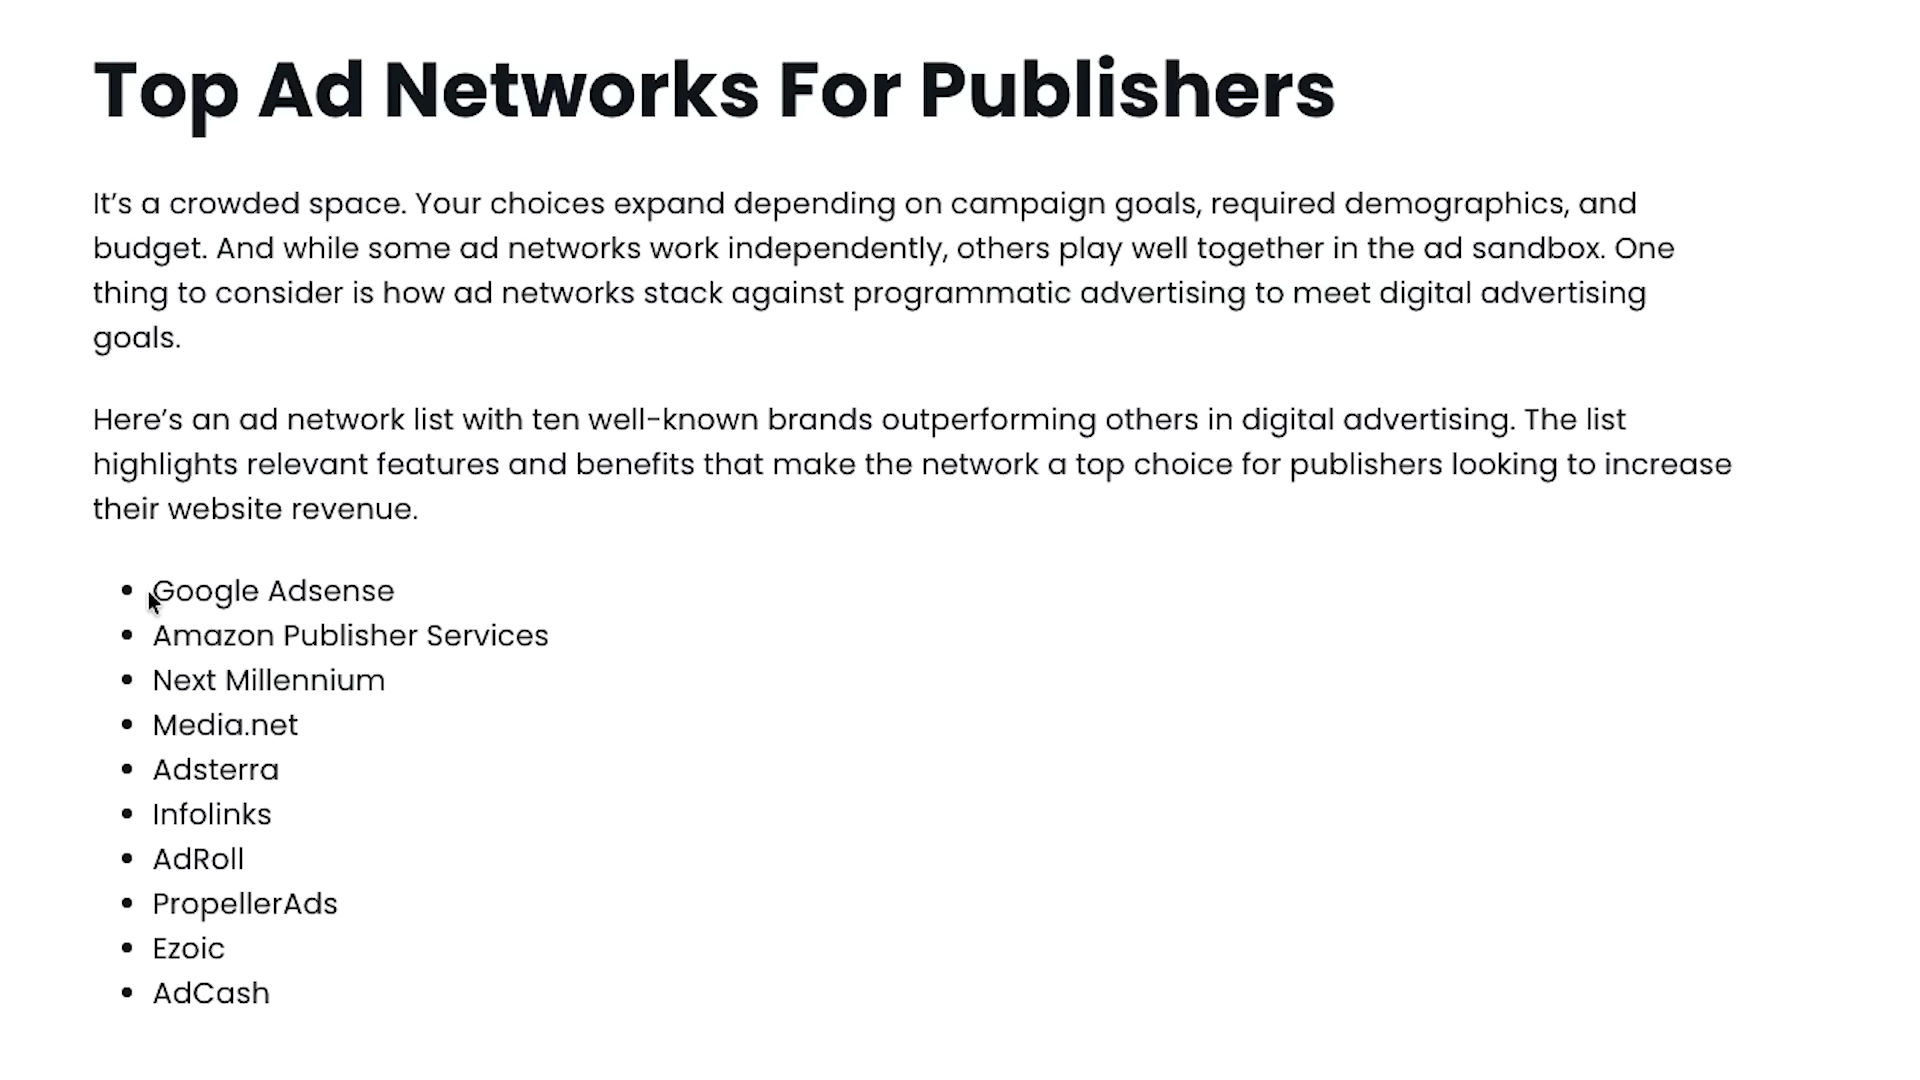 Top Ad Networks For Publishers
It’s a crowded space. Your choices expand depending on campaign goals, required demographics, and
budget. And while some ad networks work independently, others play well together in the ad sandbox. One
thing to consider is how ad networks stack against programmatic advertising to meet digital advertising
goals.
Here’s an ad network list with ten well-known brands outperforming others in digital advertising. The list
highlights relevant features and benefits that make the network a top choice for publishers looking to increase
their website revenue.
• Google Adsense
• Amazon Publisher Services
• Next Millennium
• Media.net
• Adsterra
• Infolinks
• AdRoll
• PropellerAds
• Ezoic
• AdCash